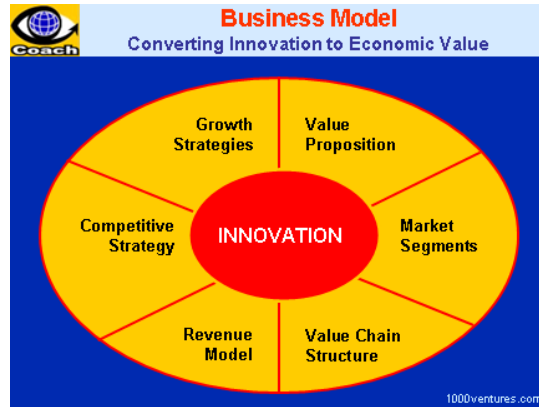 Business Model
Converting Innovation to Economic Value
Coach
Growth
Strategies
Value
Proposition
Competitive
Strategy
INNOVATION
Market
Segments
Revenue
Model
Value Chain
Structure
1000ventures.com